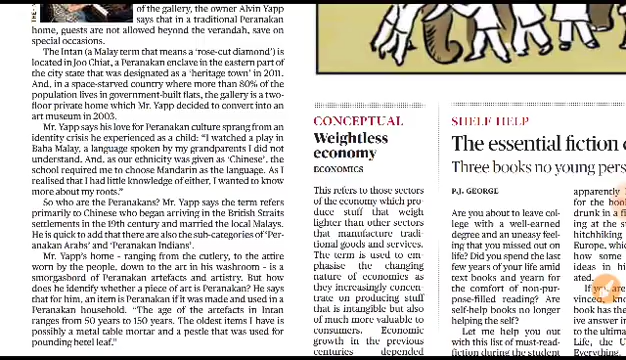 of the gallery, the owner Alvin Yapp
says that in a traditional Peranakan
home, guests are not allowed beyond the verandah, save on
special occasions.
The Intan (a Malay term that means a 'rose-cut diamond') is
located in Joo Chiat, a Peranakan enclave in the eastern part of
the city state that was designated as a 'heritage town' in 2011.
And, in a space-starved country where more than 80% of the
population lives in government-built flats, the gallery is a two-
floor private home which Mr. Yapp decided to convert into an
art museum in 2003.
Mr. Yapp says his love for Peranakan culture sprang from an
identity crisis he experienced as a child: "I watched a play in
Baba Malay, a language spoken by my grandparents I did not
understand. And, as our ethnicity was given as 'Chinese', the
school required me to choose Mandarin as the language. As I
realised that I had little knowledge of either, I wanted to know
more about my roots."
So who are the Peranakans? Mr. Yapp says the term refers
primarily to Chinese who began arriving in the British Straits
settlements in the 19th century and married the local Malays.
He is quick to add that there are also the sub-categories of 'Per-
anakan Arabs' and 'Peranakan Indians'.
Mr. Yapp's home - ranging from the cutlery, to the attire
worn by the people, down to the art in his washroom - is a
smorgasbord of Peranakan artefacts and artistry. But how
does he identify whether a piece of art is Peranakan? He says
that for him, an item is Peranakan if it was made and used in a
Peranakan household. "The age of the artefacts in Intan
ranges from 50 years to 150 years. The oldest items I have is
possibly a metal table mortar and a pestle that was used for
pounding betel leaf."
CONCEPTUAL
Weightless
economy
ECONOMICS
This refers to those sectors
of the economy which pro-
duce stuff that weigh
lighter than other sectors
that manufacture tradi-
tional goods and services.
The term is used to em-
phasise the changing
nature of economics as
they increasingly concen-
trate on producing stuff
that is intangible but also
of much more valuable to
consumers. Economic
growth in the previous
centuries depended
SHELF HELP
The essential fiction
Three books no young pers
P.J. GEORGE
Are you about to leave col-
lege with a well-earned
degree and an uneasy feel-
ing that you missed out on
life? Did you spend the last
few years of your life amid
text books and yearn for
the comfort of non-pur-
pose-filled reading? Are
self-help books no longer
helping the self?
Let me help you out
with this list of must-read-
fiction during the student
apparently
for the boo
drunk in a fi
ing at the s
hitchhiking
Europe, whi
how some
ideas in hi
ated.
If you are
vinced, kno
book has the
ive answer in
to the ultima
Life, the U
Everything.